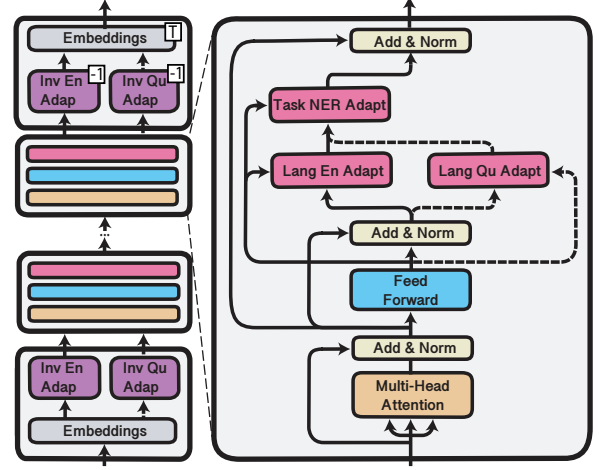 Embeddings
T
Inv En
Adap
-1
Inv Qu
Adap
-1
...
Inv En
Adap
Inv Qu
Adap
Embeddings
Add & Norm
Task NER Adapt
Lang En Adapt
Lang Qu Adapt
Add & Norm
Feed
Forward
Add & Norm
Multi-Head
Attention